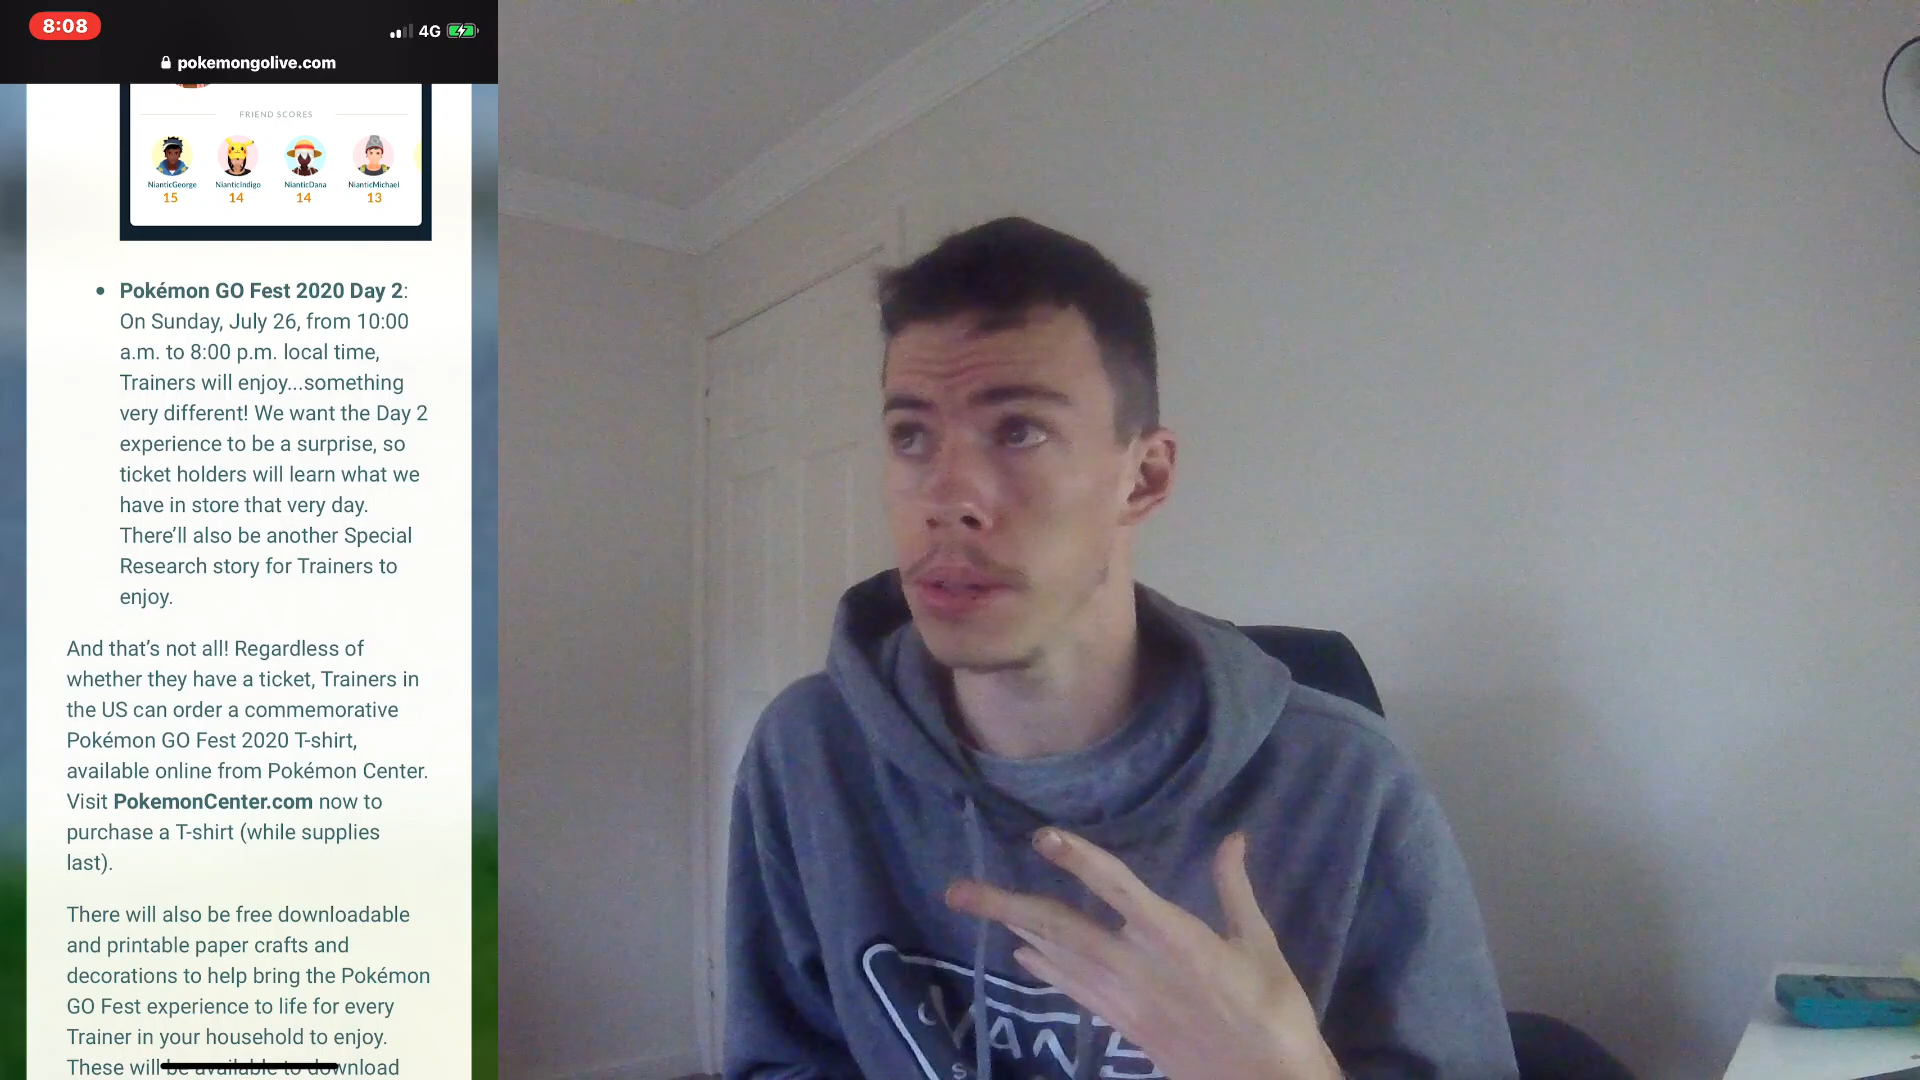 8:08
4G
pokemongolive.com
FRIEND SCORES
NianticGeorge NianticIndigo NianticDana NianticMichael
15 14 14 13
• Pokémon GO Fest 2020 Day 2:
On Sunday, July 26, from 10:00
a.m. to 8:00 p.m. local time,
Trainers will enjoy...something
very different! We want the Day 2
experience to be a surprise, so
ticket holders will learn what we
have in store that very day.
There’ll also be another Special
Research story for Trainers to
enjoy.
And that’s not all! Regardless of
whether they have a ticket, Trainers in
the US can order a commemorative
Pokémon GO Fest 2020 T-shirt,
available online from Pokémon Center.
Visit PokemonCenter.com now to
purchase a T-shirt (while supplies
last).
There will also be free downloadable
and printable paper crafts and
decorations to help bring the Pokémon
GO Fest experience to life for every
Trainer in your household to enjoy.
These will be available to download
VANS